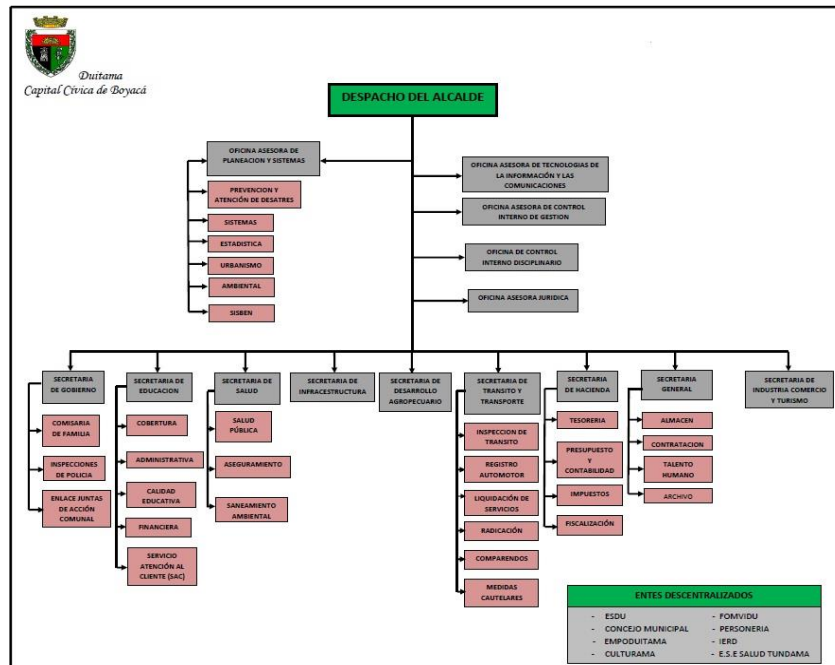 Duitama
Capital Cívica de Boyacá
DESPACHO DEL ALCALDE
OFICINA ASESORA DE
PLANEACION Y SISTEMAS
PREVENCION Y
ATENCIÓN DE DESATRES
SISTEMAS
ESTADISTICA
URBANISMO
AMBIENTAL
SISBEN
OFICINA ASESORA DE TECNOLOGIAS DE
LA INFORMACIÓN Y LAS
COMUNICACIONES
OFICINA ASESORA DE CONTROL
INTERNO DE GESTION
OFICINA DE CONTROL
INTERNO DISCIPLINARIO
OFICINA ASESORA JURIDICA
SECRETARIA
DE GOBIERNO
COMISARIA
DE FAMILIA
INSPECCIONES
DE POLICIA
ENLACE JUNTAS
DE ACCIÓN
COMUNAL
SECRETARIA DE
EDUCACION
COBERTURA
ADMINISTRATIVA
CALIDAD
EDUCATIVA
FINANCIERA
SERVICIO
ATENCIÓN AL
CLIENTE (SAC)
SECRETARIA
DE SALUD
SALUD
PÚBLICA
ASEGURAMIENTO
SANEAMIENTO
AMBIENTAL
SECRETARIA DE
INFRACESTRUCTURA
SECRETARIA DE
DESARROLLO
AGROPECUARIO
SECRETARIA DE
TRANSITO Y
TRANSPORTE
INSPECCION DE
TRANSITO
REGISTRO
AUTOMOTOR
LIQUIDACIÓN DE
SERVICIOS
RADICACIÓN
COMPARENDOS
MEDIDAS
CAUTELARES
SECRETARIA
DE HACIENDA
TESORERIA
PRESUPUESTO
Y
CONTABILIDAD
IMPUESTOS
FISCALIZACIÓN
SECRETARIA
GENERAL
ALMACEN
CONTRATACION
TALENTO
HUMANO
ARCHIVO
SECRETARIA DE
INDUSTRIA COMERCIO
Y TURISMO
ENTES DESCENTRALIZADOS
- ESDU
- CONCEJO MUNICIPAL
- EMPODUITAMA
- CULTURAMA
- FOMVIDU
- PERSONERIA
- IERD
- E.S.E SALUD TUNDAMA